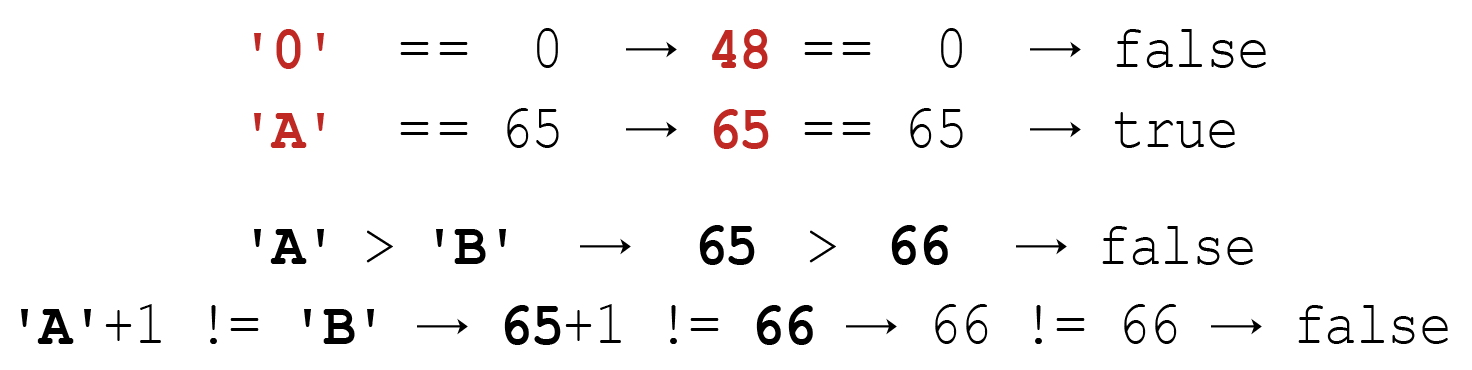 '0' == 0 → 48 == 0 → false
'A' == 65 → 65 == 65 → true
'A' > 'B' → 65 > 66 → false
'A'+1 != 'B' → 65+1 != 66 → 66 != 66 → false